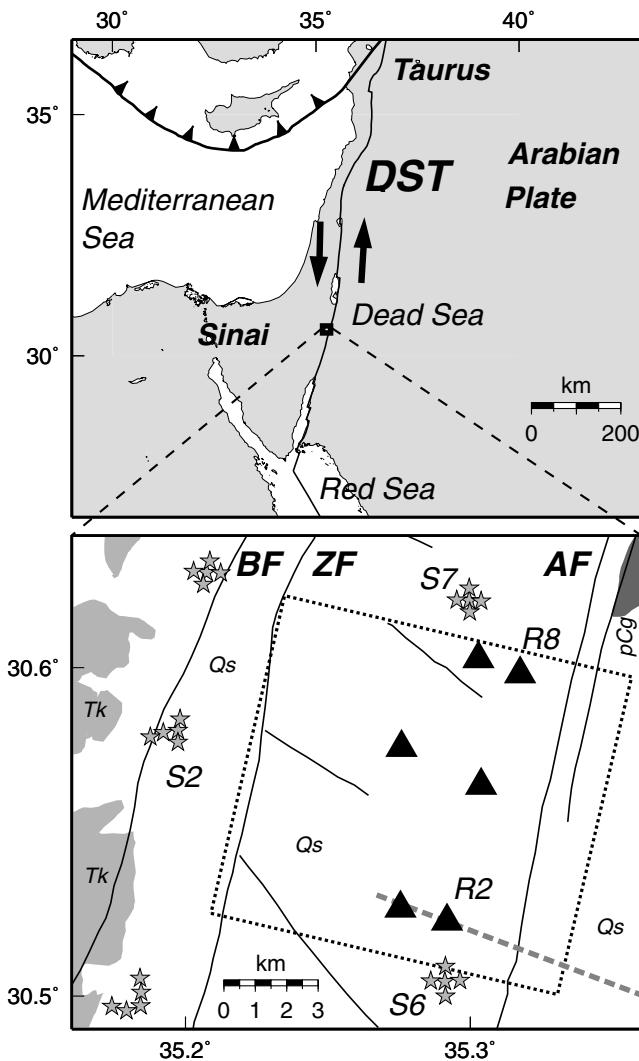 30° 35° 40°
Taurus
35°
Arabian
Plate
DST
Mediterranean
Sea
Dead Sea
Sinai
30°
km
0 200
Red Sea
BF ZF AF
S7
pCg
R8
30.6°
Qs
Tk
S2
Qs
Tk
R2
Qs
km
0 1 2 3
S6
30.5°
35.2° 35.3°